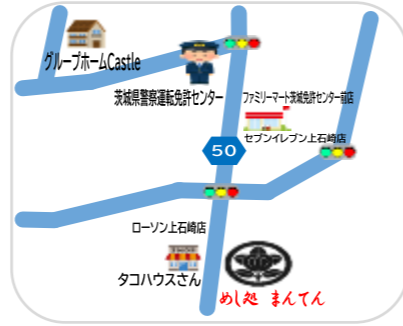 グループホームCastle
茨城県警察運転免許センター
ファミリーマート茨城免許センター前店
セブンイレブン上石崎店
50
ローソン上石崎店
タコハウスさん
めし処 まんてん